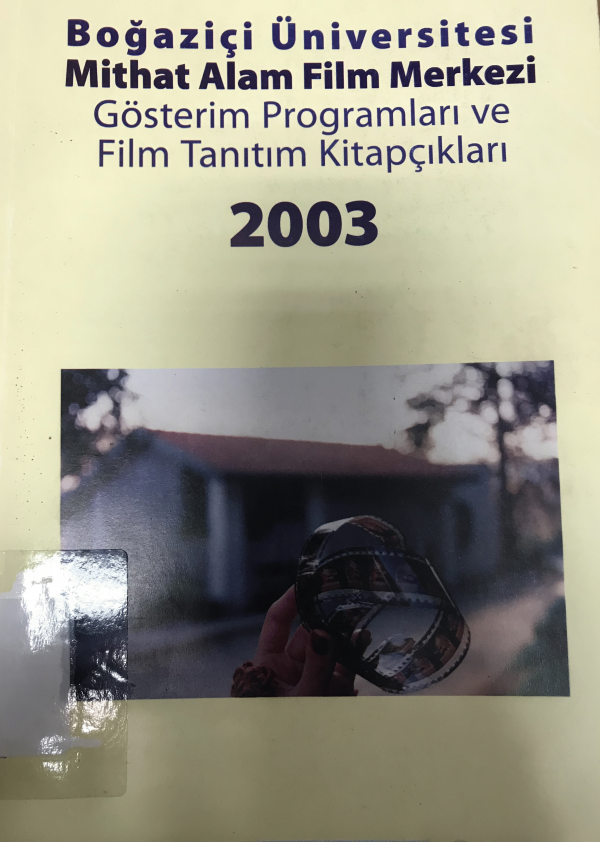 Boğaziçi Üniversitesi
Mithat Alam Film Merkezi
Gösterim Programları ve
Film Tanıtım Kitapçıkları
2003